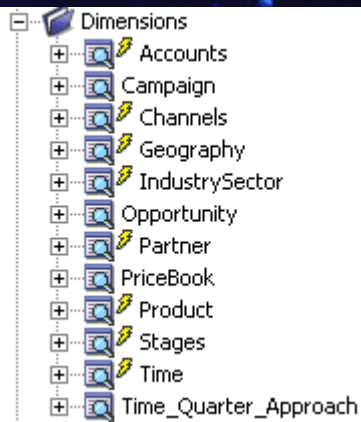 Dimensions
Accounts
Campaign
Channels
Geography
IndustrySector
Opportunity
Partner
PriceBook
Product
Stages
Time
Time_Quarter_Approach